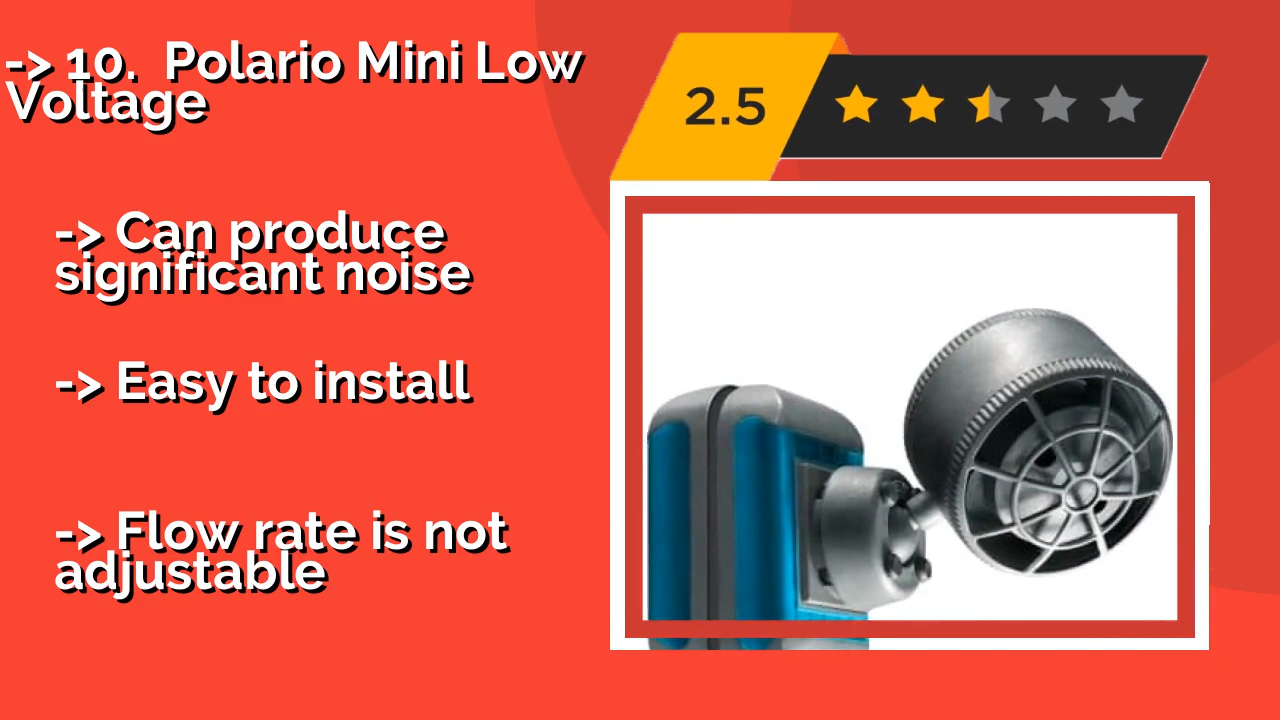 -> 10.  Polario Mini Low
Voltage
2.5
-> Can produce
significant noise
-> Easy to install
-> Flow rate is not
adjustable